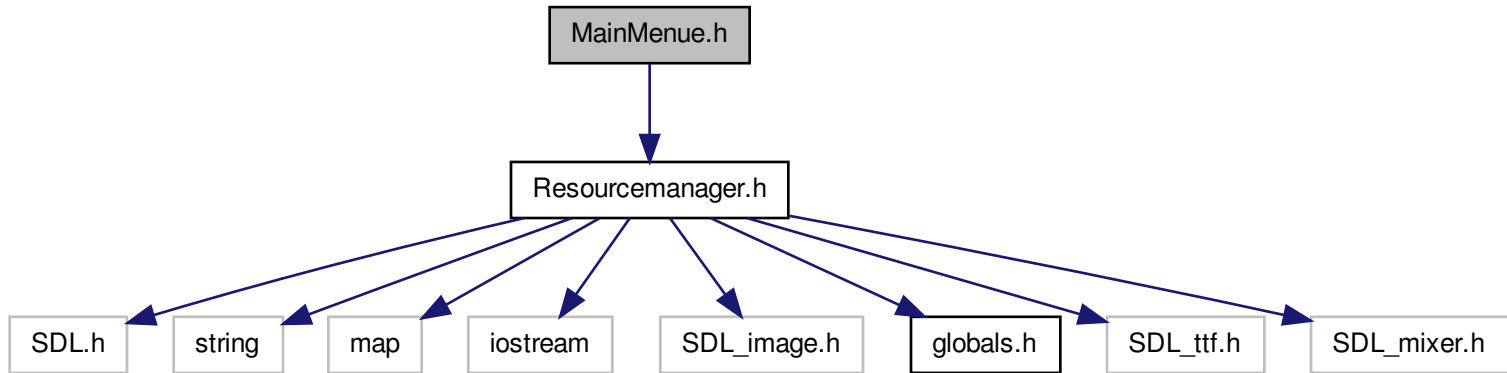 MainMenue.h
Resourcemanager.h
SDL.h
string
map
iostream
SDL_image.h
globals.h
SDL_ttf.h
SDL_mixer.h